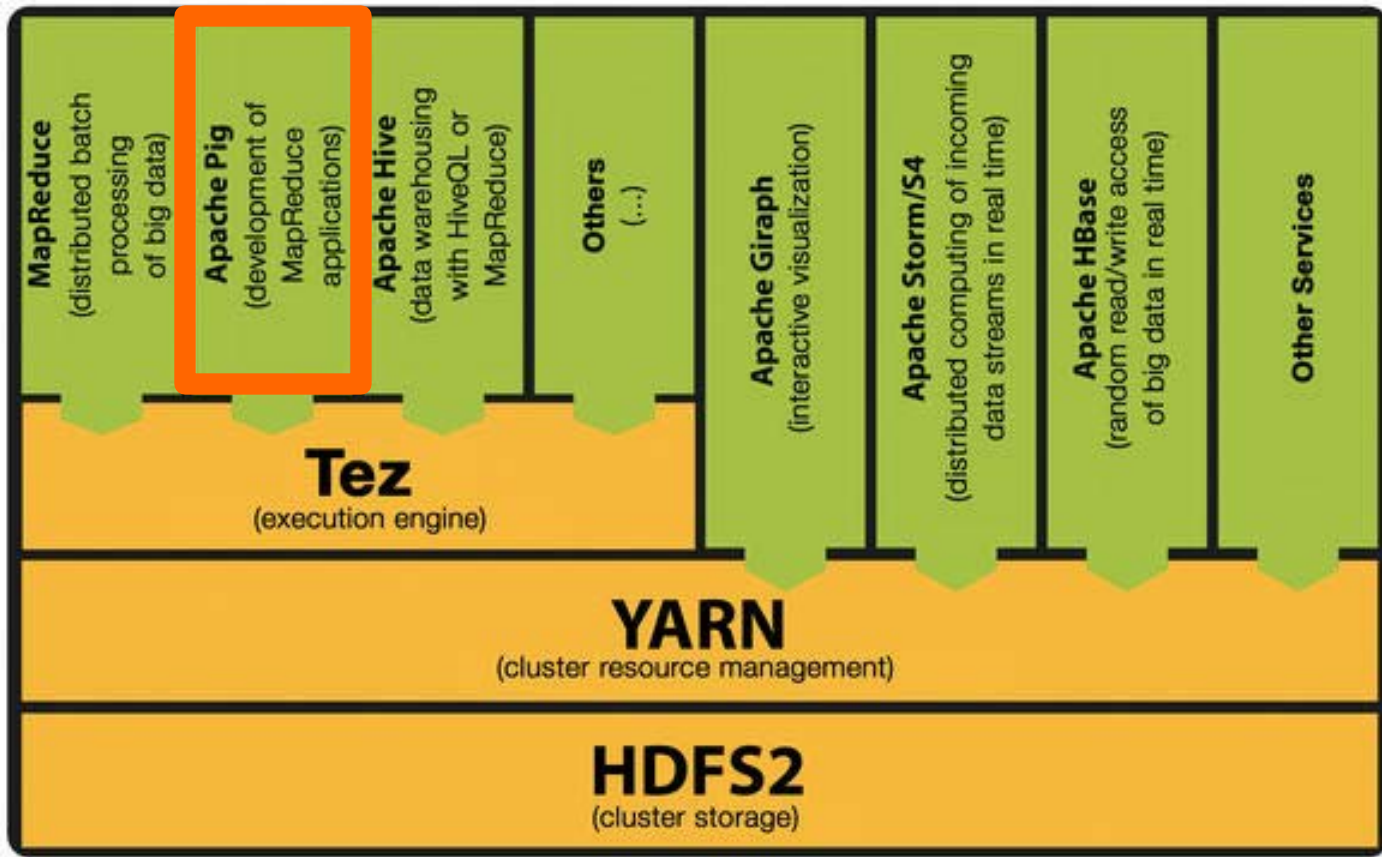 MapReduce
(distributed batch
processing
of big data)
Apache Pig
(development of
MapReduce
applications)
Apache Hive
(data warehousing
with HiveQL or
MapReduce)
Others
(...)
Apache Giraph
(interactive visualization)
Apache Storm/S4
(distributed computing of incoming
data streams in real time)
Apache HBase
(random read/write access
of big data in real time)
Other Services
Tez
(execution engine)
YARN
(cluster resource management)
HDFS2
(cluster storage)